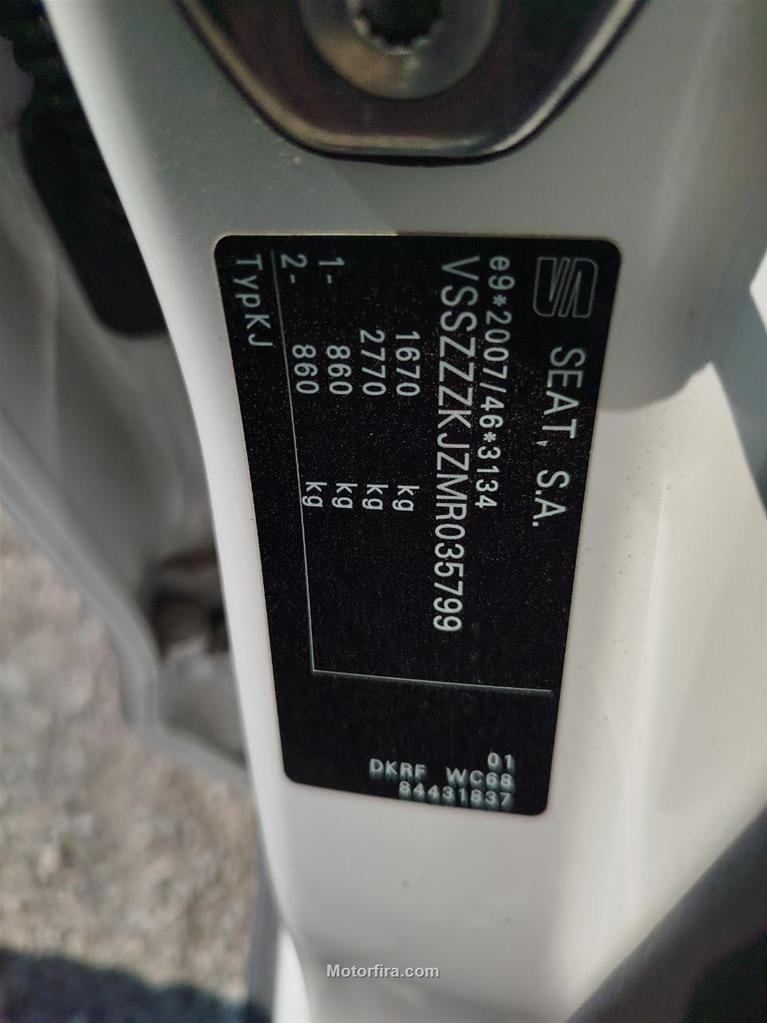 SEAT, S.A.
e9*2007/46*3134
VSSZZZKJZMR035799
1670 kg
2770 kg
1- 860 kg
2- 860 kg
TypKJ
01
DKRF WC68
84431837
Motorfira.com